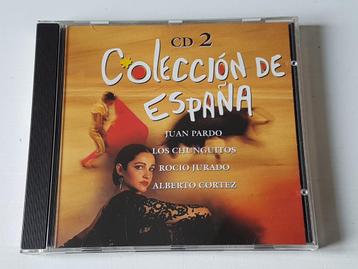 CD 2
COLECCIÓN DE
ESPAÑA
JUAN PARDO
LOS CHUNGUITOS
ROCIO JURADO
ALBERTO CORTEZ